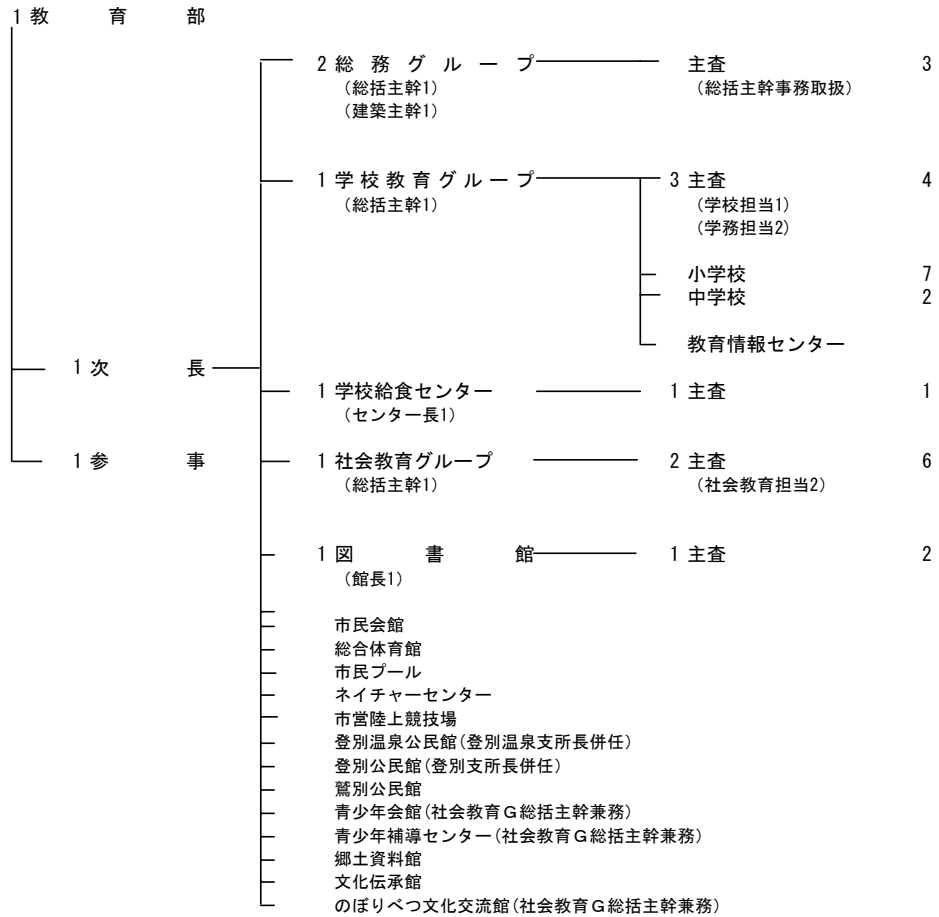 1 教育部
2 総務グループ 主査 3
(総括主幹1) (総括主幹事務取扱)
(建築主幹1)
1 学校教育グループ 3 主査 4
(総括主幹1) (学校担当1)
(学務担当2)
小学校 7
中学校 2
教育情報センター
1 次長
1 学校給食センター 1 主査 1
(センター長1)
1 参事 1 社会教育グループ 2 主査 6
(総括主幹1) (社会教育担当2)
1 図書館 1 主査 2
(館長1)
市民会館
総合体育館
市民プール
ネイチャーセンター
市営陸上競技場
登別温泉公民館(登別温泉支所長併任)
登別公民館(登別支所長併任)
鷲別公民館
青少年会館(社会教育G総括主幹兼務)
青少年補導センター(社会教育G総括主幹兼務)
郷土資料館
文化伝承館
のぼりべつ文化交流館(社会教育G総括主幹兼務)